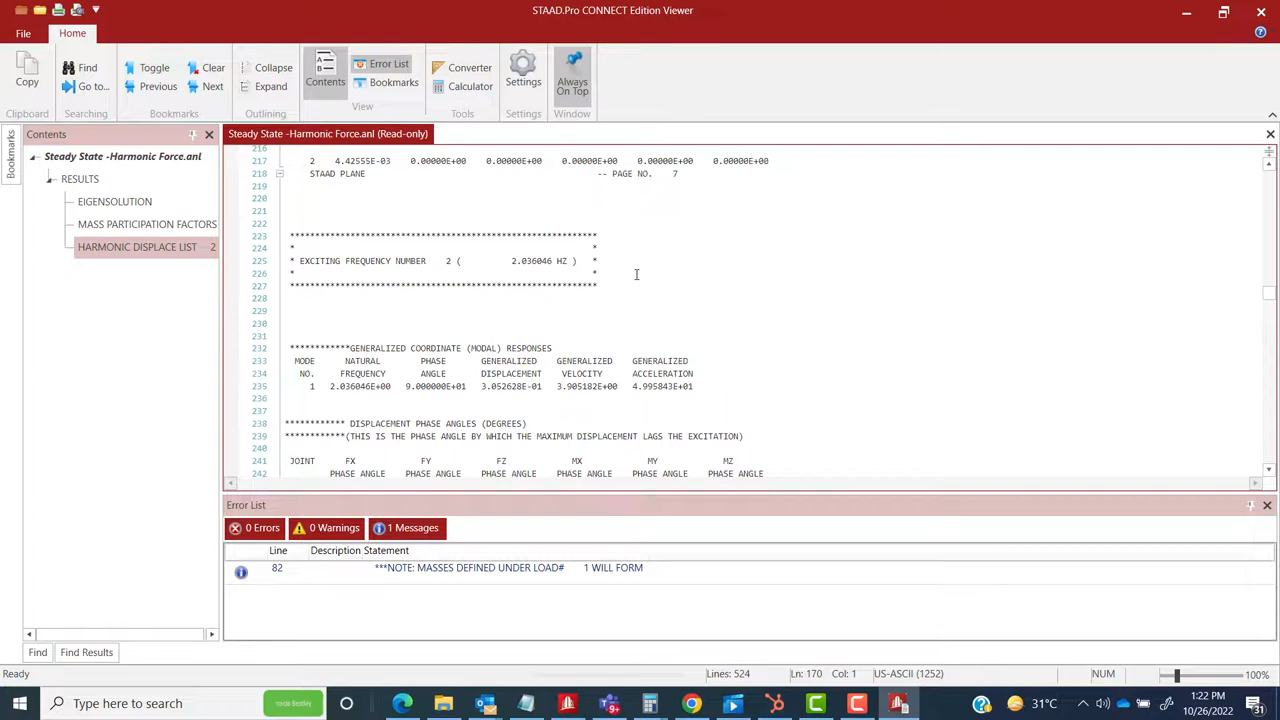 STAAD.Pro CONNECT Edition Viewer
File Home
Copy
Clipboard
Find
Go to...
Searching
Toggle Clear
Previous Next
Bookmarks
Collapse
Expand
Outlining
Contents
Error List
Bookmarks
View
Converter
Calculator
Tools
Settings
Settings
Always
On Top
Window
Bookmarks
Contents
Steady State -Harmonic Force.anl
RESULTS
EIGENSOLUTION
MASS PARTICIPATION FACTORS
HARMONIC DISPLACE LIST 2
Find Find Results
Steady State -Harmonic Force.anl (Read-only)
216
217 2 4.42555E-03 0.00000E+00 0.00000E+00 0.00000E+00 0.00000E+00 0.00000E+00
218 STAAD PLANE -- PAGE NO. 7
219
220
221
222
223 **************************************************************
224 * *
225 * EXCITING FREQUENCY NUMBER 2 ( 2.036046 HZ ) *
226 * *
227 **************************************************************
228
229
230
231
232 ************GENERALIZED COORDINATE (MODAL) RESPONSES
233 MODE NATURAL PHASE GENERALIZED GENERALIZED GENERALIZED
234 NO. FREQUENCY ANGLE DISPLACEMENT VELOCITY ACCELERATION
235 1 2.036046E+00 9.000000E+01 3.052628E-01 3.905182E+00 4.995843E+01
236
237
238 ************ DISPLACEMENT PHASE ANGLES (DEGREES)
239 ************(THIS IS THE PHASE ANGLE BY WHICH THE MAXIMUM DISPLACEMENT LAGS THE EXCITATION)
240
241 JOINT FX FY FZ MX MY MZ
242 PHASE ANGLE PHASE ANGLE PHASE ANGLE PHASE ANGLE PHASE ANGLE PHASE ANGLE
Error List
0 Errors 0 Warnings 1 Messages
Line Description Statement
82 ***NOTE: MASSES DEFINED UNDER LOAD# 1 WILL FORM
Ready Lines: 524 Ln: 170 Col: 1 US-ASCII (1252) NUM 100%
Type here to search
31°C
1:22 PM
10/26/2022